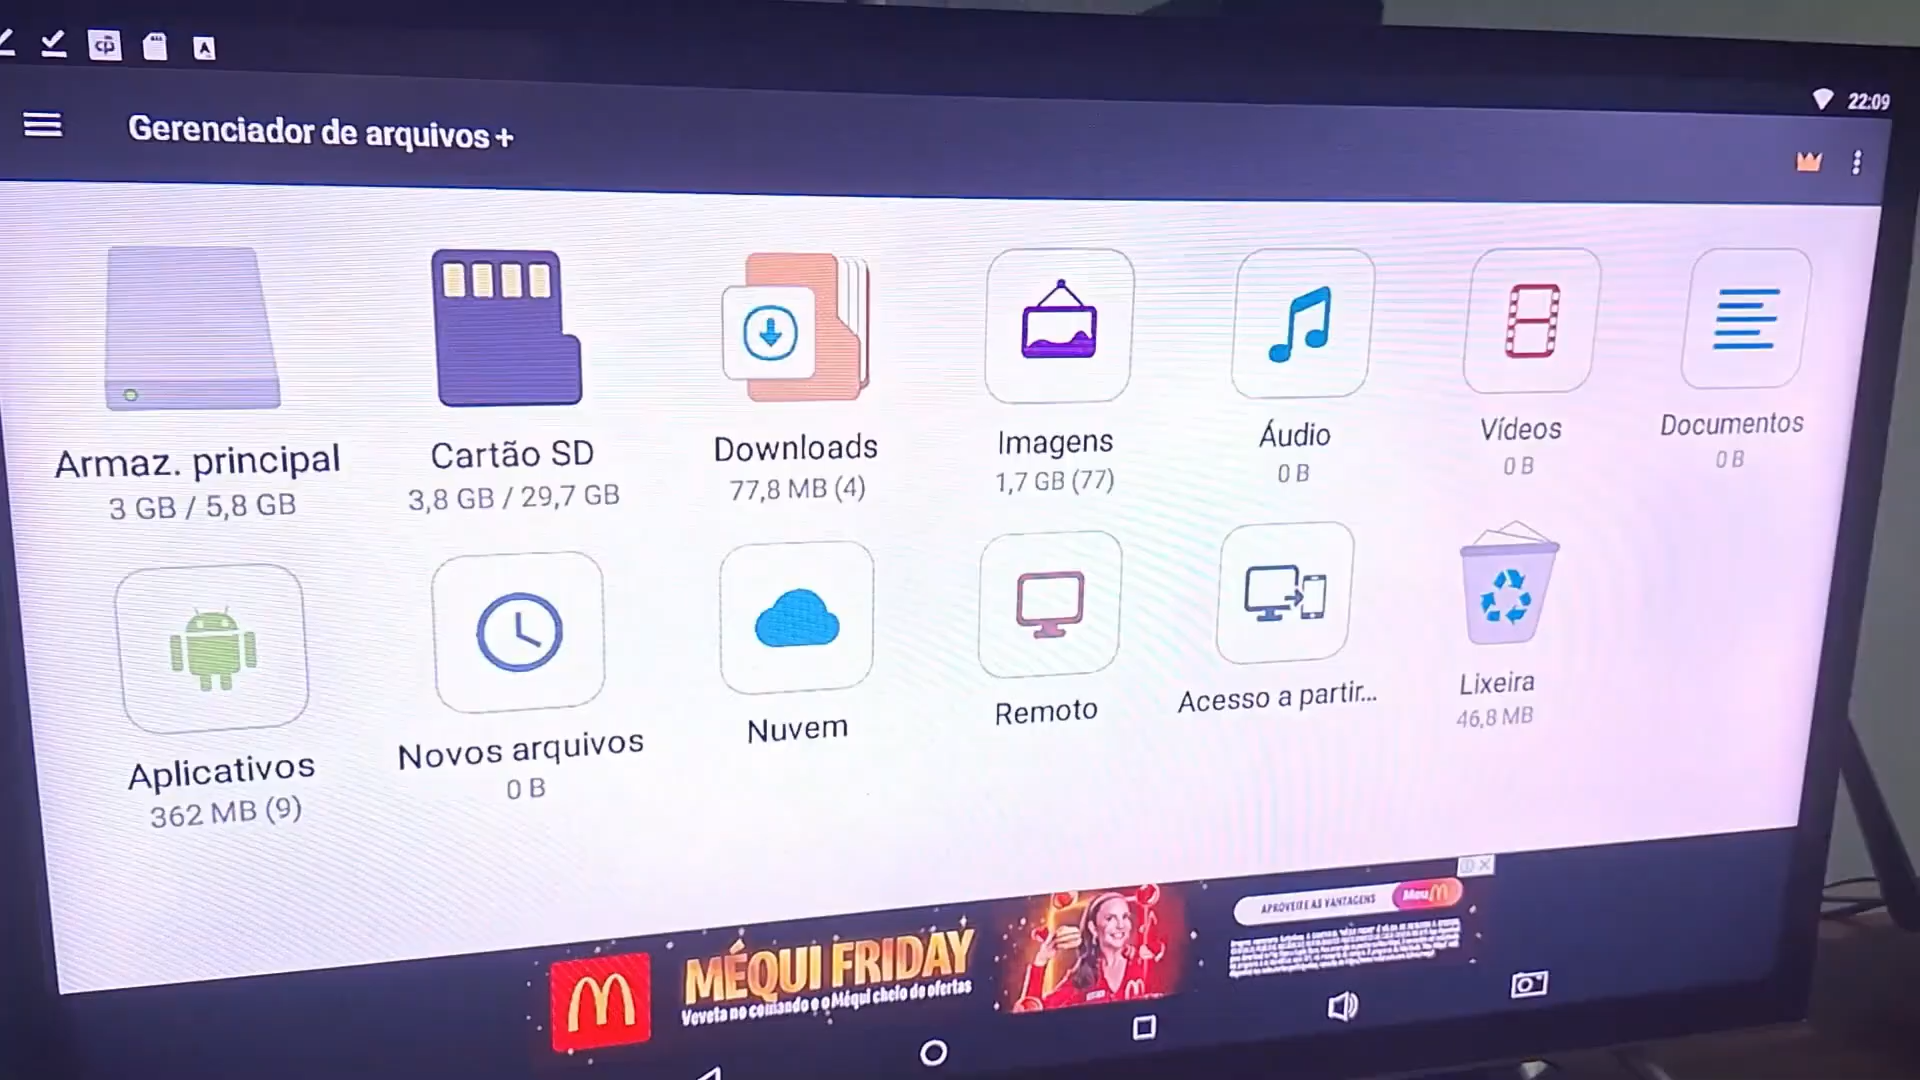 22:09
Gerenciador de arquivos +
Armaz. principal
3 GB / 5,8 GB
Cartão SD
3,8 GB / 29,7 GB
Downloads
77,8 MB (4)
Imagens
1,7 GB (77)
Áudio
0 B
Vídeos
0 B
Documentos
0 B
Aplicativos
362 MB (9)
Novos arquivos
0 B
Nuvem
Remoto
Acesso a partir...
Lixeira
46,8 MB
MÉQUI FRIDAY
Veveta no comando e o Méqui cheio de ofertas
APROVEITE AS VANTAGENS
Meu